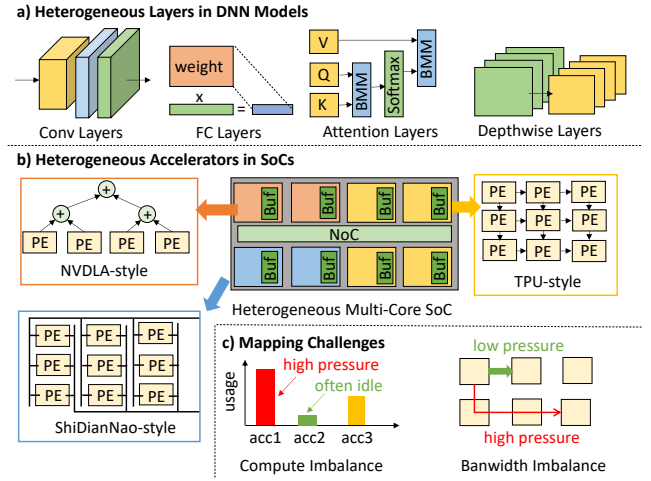 a) Heterogeneous Layers in DNN Models
weight
x
=
Conv Layers
FC Layers
V
Q
K
BMM
Softmax
BMM
Attention Layers
Depthwise Layers
b) Heterogeneous Accelerators in SoCs
+
+
+
PE PE PE PE
NVDLA-style
Buf Buf Buf Buf
NoC
Buf Buf Buf Buf
Heterogeneous Multi-Core SoC
PE PE PE
PE PE PE
PE PE PE
TPU-style
PE PE PE
PE PE PE
PE PE PE
ShiDianNao-style
c) Mapping Challenges
usage
high pressure
often idle
acc1 acc2 acc3
Compute Imbalance
low pressure
high pressure
Banwidth Imbalance